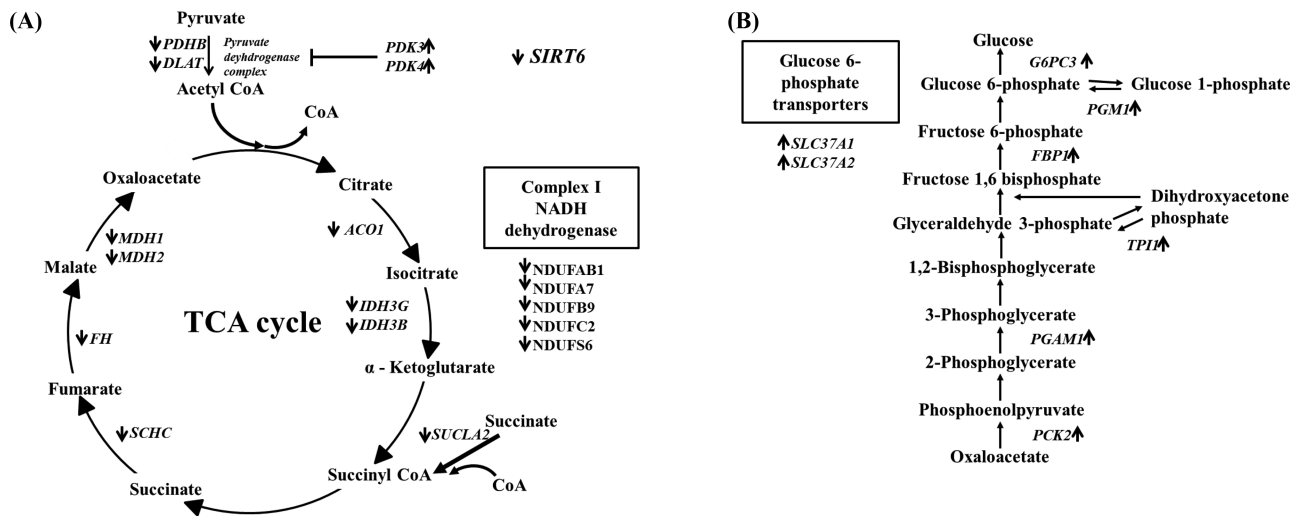 (A)
Pyruvate
PDHB
DLAT
Pyruvate
deyhdrogenase
complex
PDK3
PDK4
SIRT6
Acetyl CoA
CoA
Oxaloacetate
Citrate
MDH1
MDH2
ACO1
Malate
Isocitrate
TCA cycle
IDH3G
IDH3B
FH
α - Ketoglutarate
Fumarate
SCHC
SUCLA2
Succinate
Succinyl CoA
CoA
Succinate
Complex I
NADH
dehydrogenase
NDUFAB1
NDUFA7
NDUFB9
NDUFC2
NDUFS6
(B)
Glucose 6-
phosphate
transporters
SLC37A1
SLC37A2
Glucose
G6PC3
Glucose 6-phosphate
Glucose 1-phosphate
PGM1
Fructose 6-phosphate
FBP1
Fructose 1,6 bisphosphate
Dihydroxyacetone
phosphate
Glyceraldehyde 3-phosphate
TPI1
1,2-Bisphosphoglycerate
3-Phosphoglycerate
PGAM1
2-Phosphoglycerate
Phosphoenolpyruvate
PCK2
Oxaloacetate